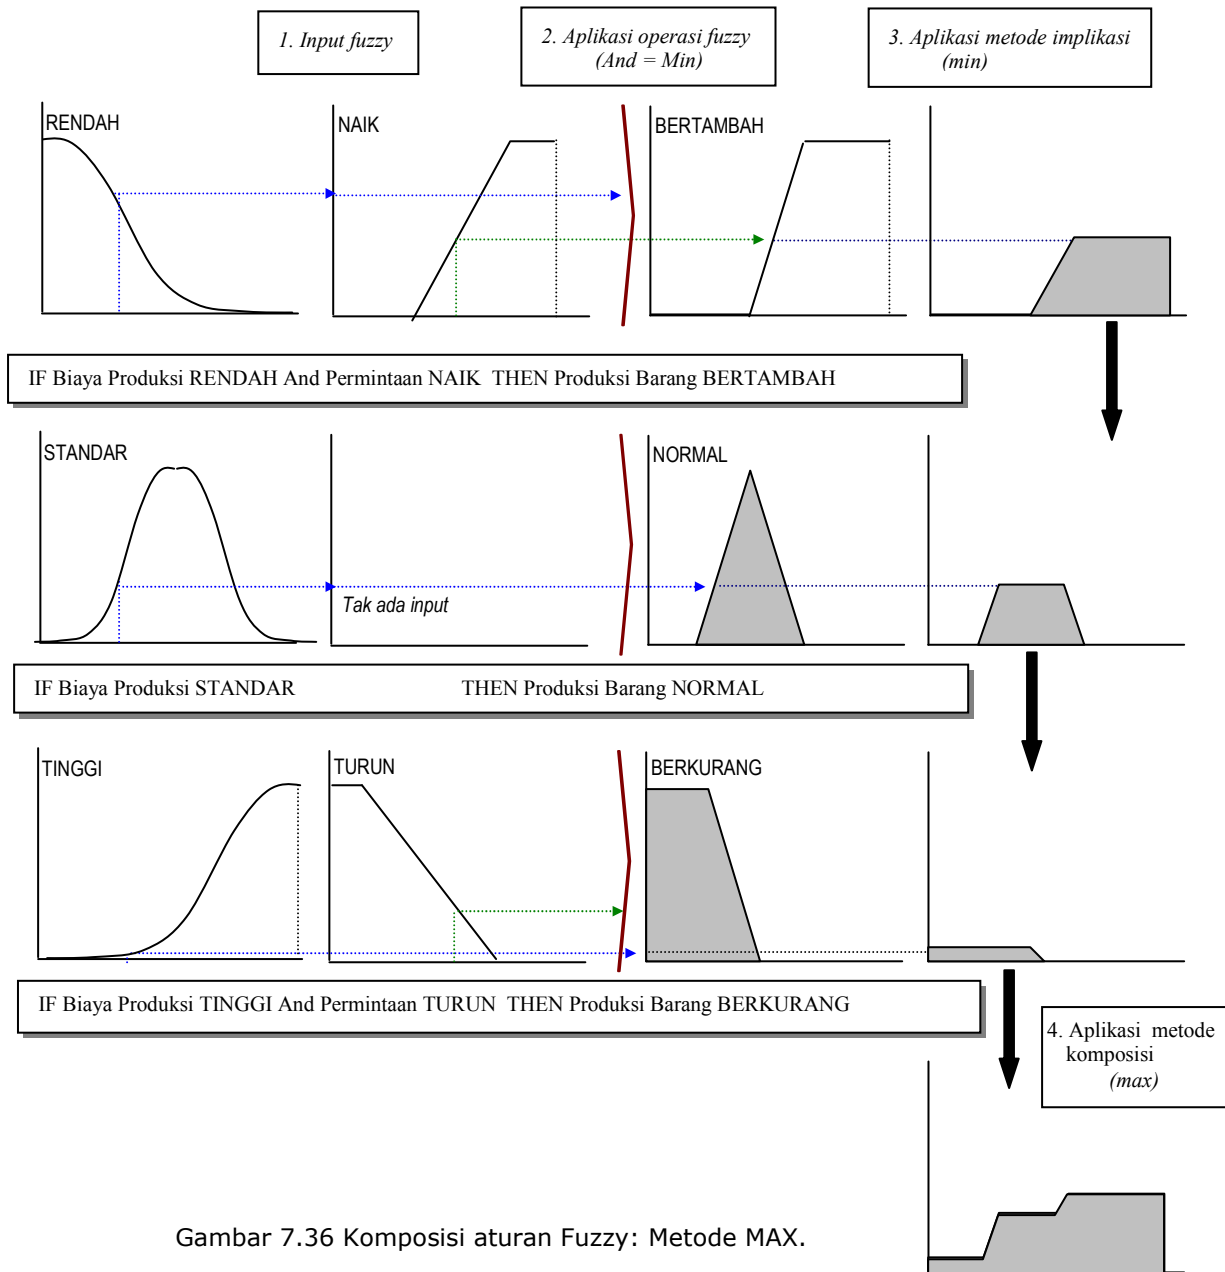 1. Input fuzzy
2. Aplikasi operasi fuzzy
(And = Min)
3. Aplikasi metode implikasi
(min)
RENDAH
NAIK
BERTAMBAH
IF Biaya Produksi RENDAH And Permintaan NAIK THEN Produksi Barang BERTAMBAH
STANDAR
NORMAL
Tak ada input
IF Biaya Produksi STANDAR THEN Produksi Barang NORMAL
TINGGI
TURUN
BERKURANG
IF Biaya Produksi TINGGI And Permintaan TURUN THEN Produksi Barang BERKURANG
4. Aplikasi metode
komposisi
(max)
Gambar 7.36 Komposisi aturan Fuzzy: Metode MAX.